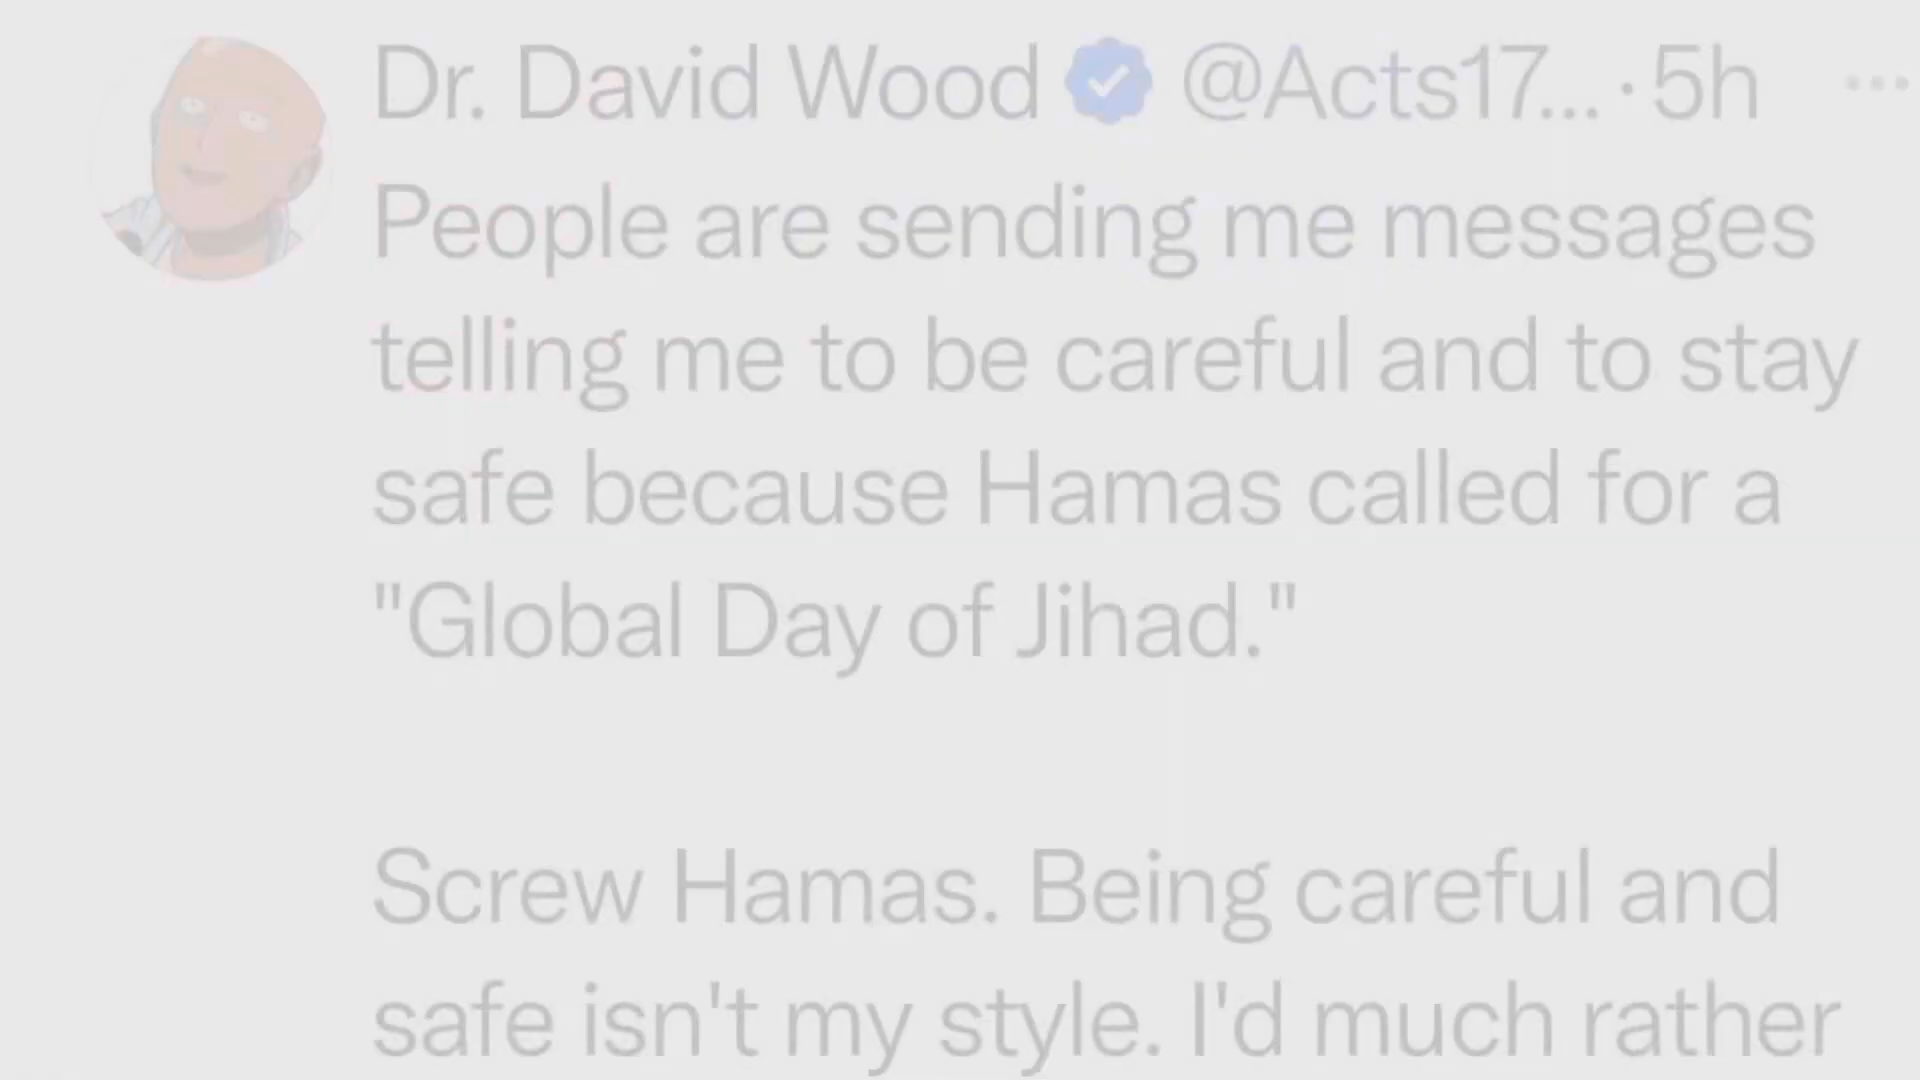 Dr. David Wood @Acts17... · 5h
People are sending me messages
telling me to be careful and to stay
safe because Hamas called for a
"Global Day of Jihad."
Screw Hamas. Being careful and
safe isn't my style. I'd much rather